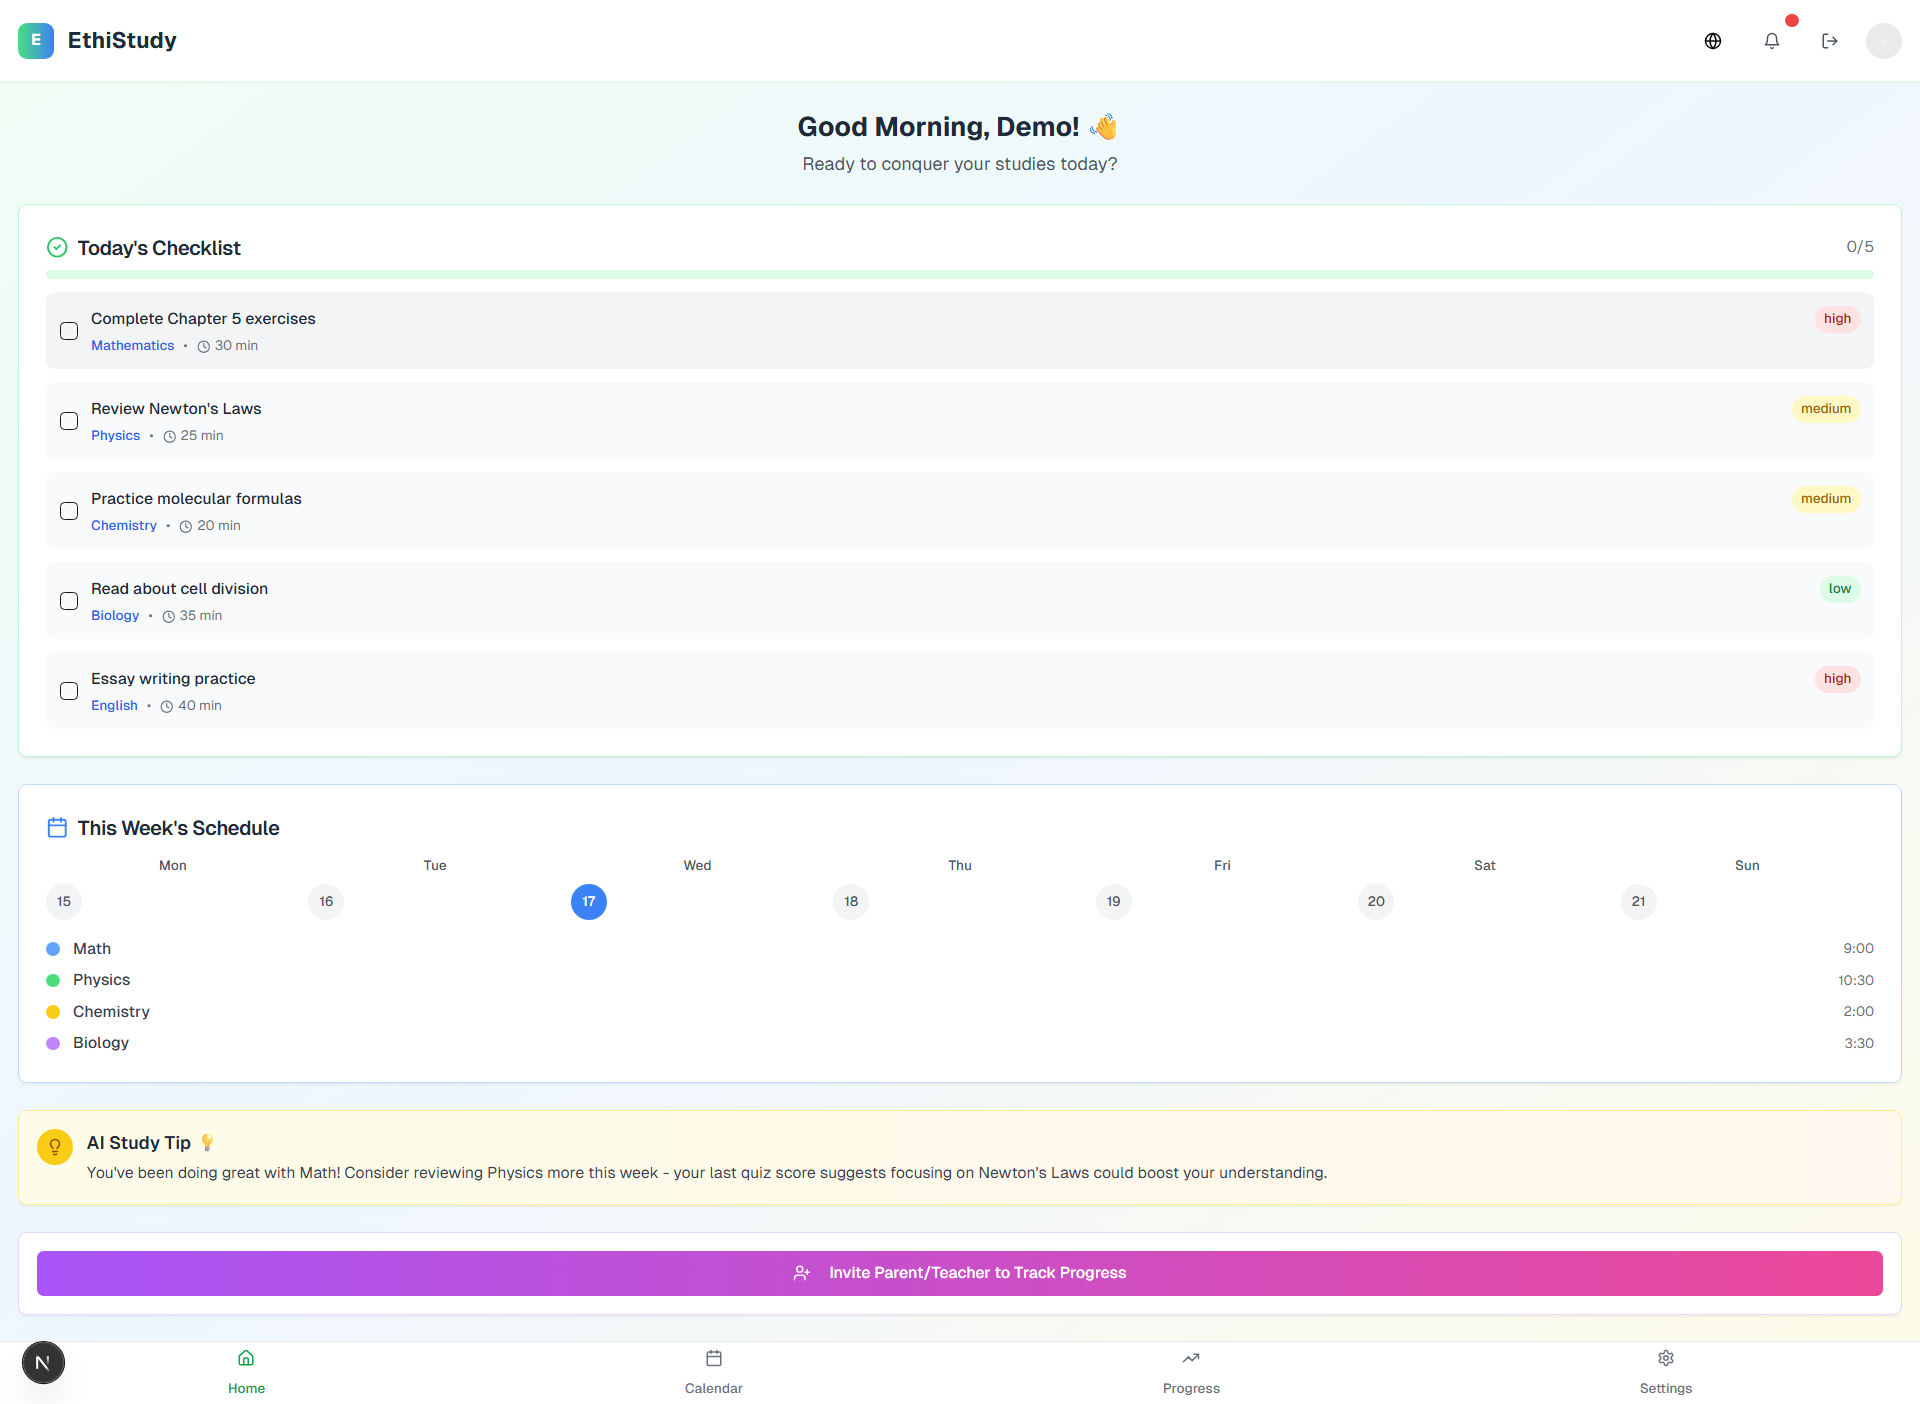 E EthiStudy
Good Morning, Demo! 👋
Ready to conquer your studies today?
Today's Checklist 0/5
Complete Chapter 5 exercises high
Mathematics • 30 min
Review Newton's Laws medium
Physics • 25 min
Practice molecular formulas medium
Chemistry • 20 min
Read about cell division low
Biology • 35 min
Essay writing practice high
English • 40 min
This Week's Schedule
Mon Tue Wed Thu Fri Sat Sun
15 16 17 18 19 20 21
Math 9:00
Physics 10:30
Chemistry 2:00
Biology 3:30
AI Study Tip 💡
You've been doing great with Math! Consider reviewing Physics more this week - your last quiz score suggests focusing on Newton's Laws could boost your understanding.
Invite Parent/Teacher to Track Progress
N
Home Calendar Progress Settings